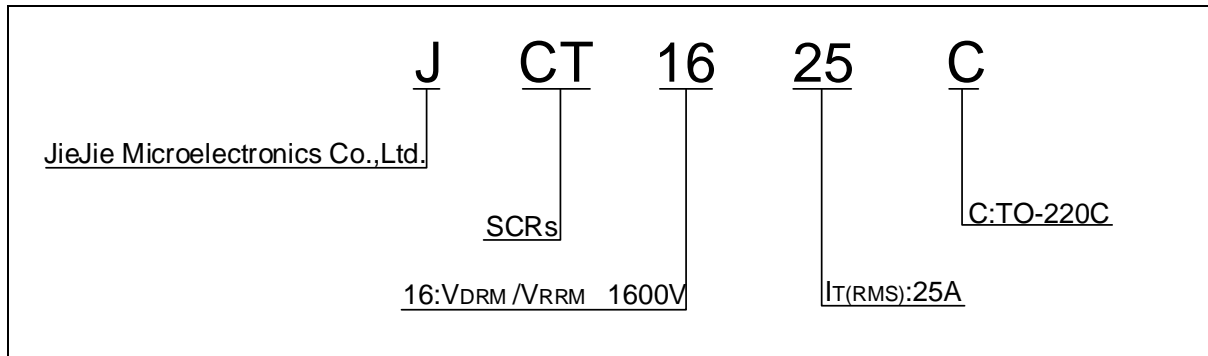 J CT 16 25 C
JieJie Microelectronics Co.,Ltd.
C:TO-220C
SCRs
16:VDRM /VRRM 1600V
IT(RMS):25A